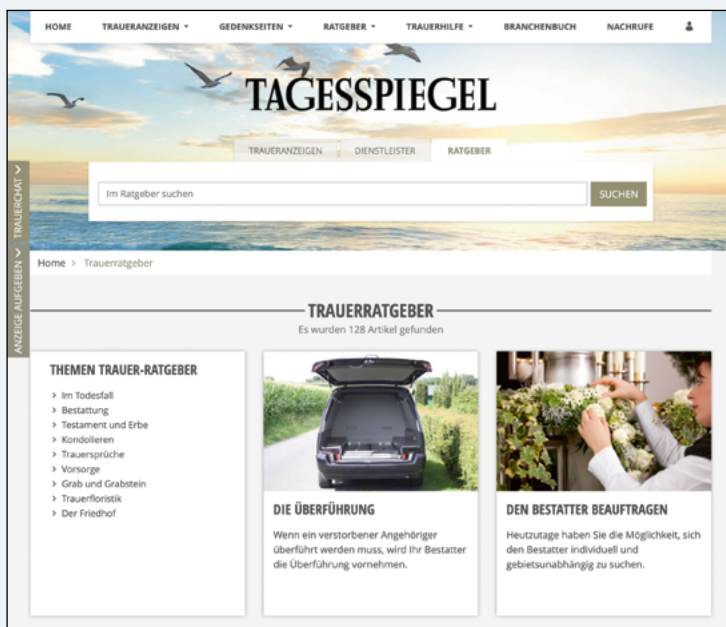 HOME TRAUERANZEIGEN GEDENKSEITEN RATGEBER TRAUERHILFE BRANCHENBUCH NACHRUFE
TAGESSPIEGEL
TRAUERANZEIGEN DIENSTLEISTER RATGEBER
Im Ratgeber suchen SUCHEN
TRAUERCHAT
ANZEIGE AUFGEBEN
Home > Trauerratgeber
TRAUERRATGEBER
Es wurden 128 Artikel gefunden
THEMEN TRAUER-RATGEBER
> Im Todesfall
> Bestattung
> Testament und Erbe
> Kondolieren
> Trauersprüche
> Vorsorge
> Grab und Grabstein
> Trauerfloristik
> Der Friedhof
DIE ÜBERFÜHRUNG
Wenn ein verstorbener Angehöriger
überführt werden muss, wird Ihr Bestatter
die Überführung vornehmen.
DEN BESTATTER BEAUFTRAGEN
Heutzutage haben Sie die Möglichkeit, sich
den Bestatter individuell und
gebietsunabhängig zu suchen.